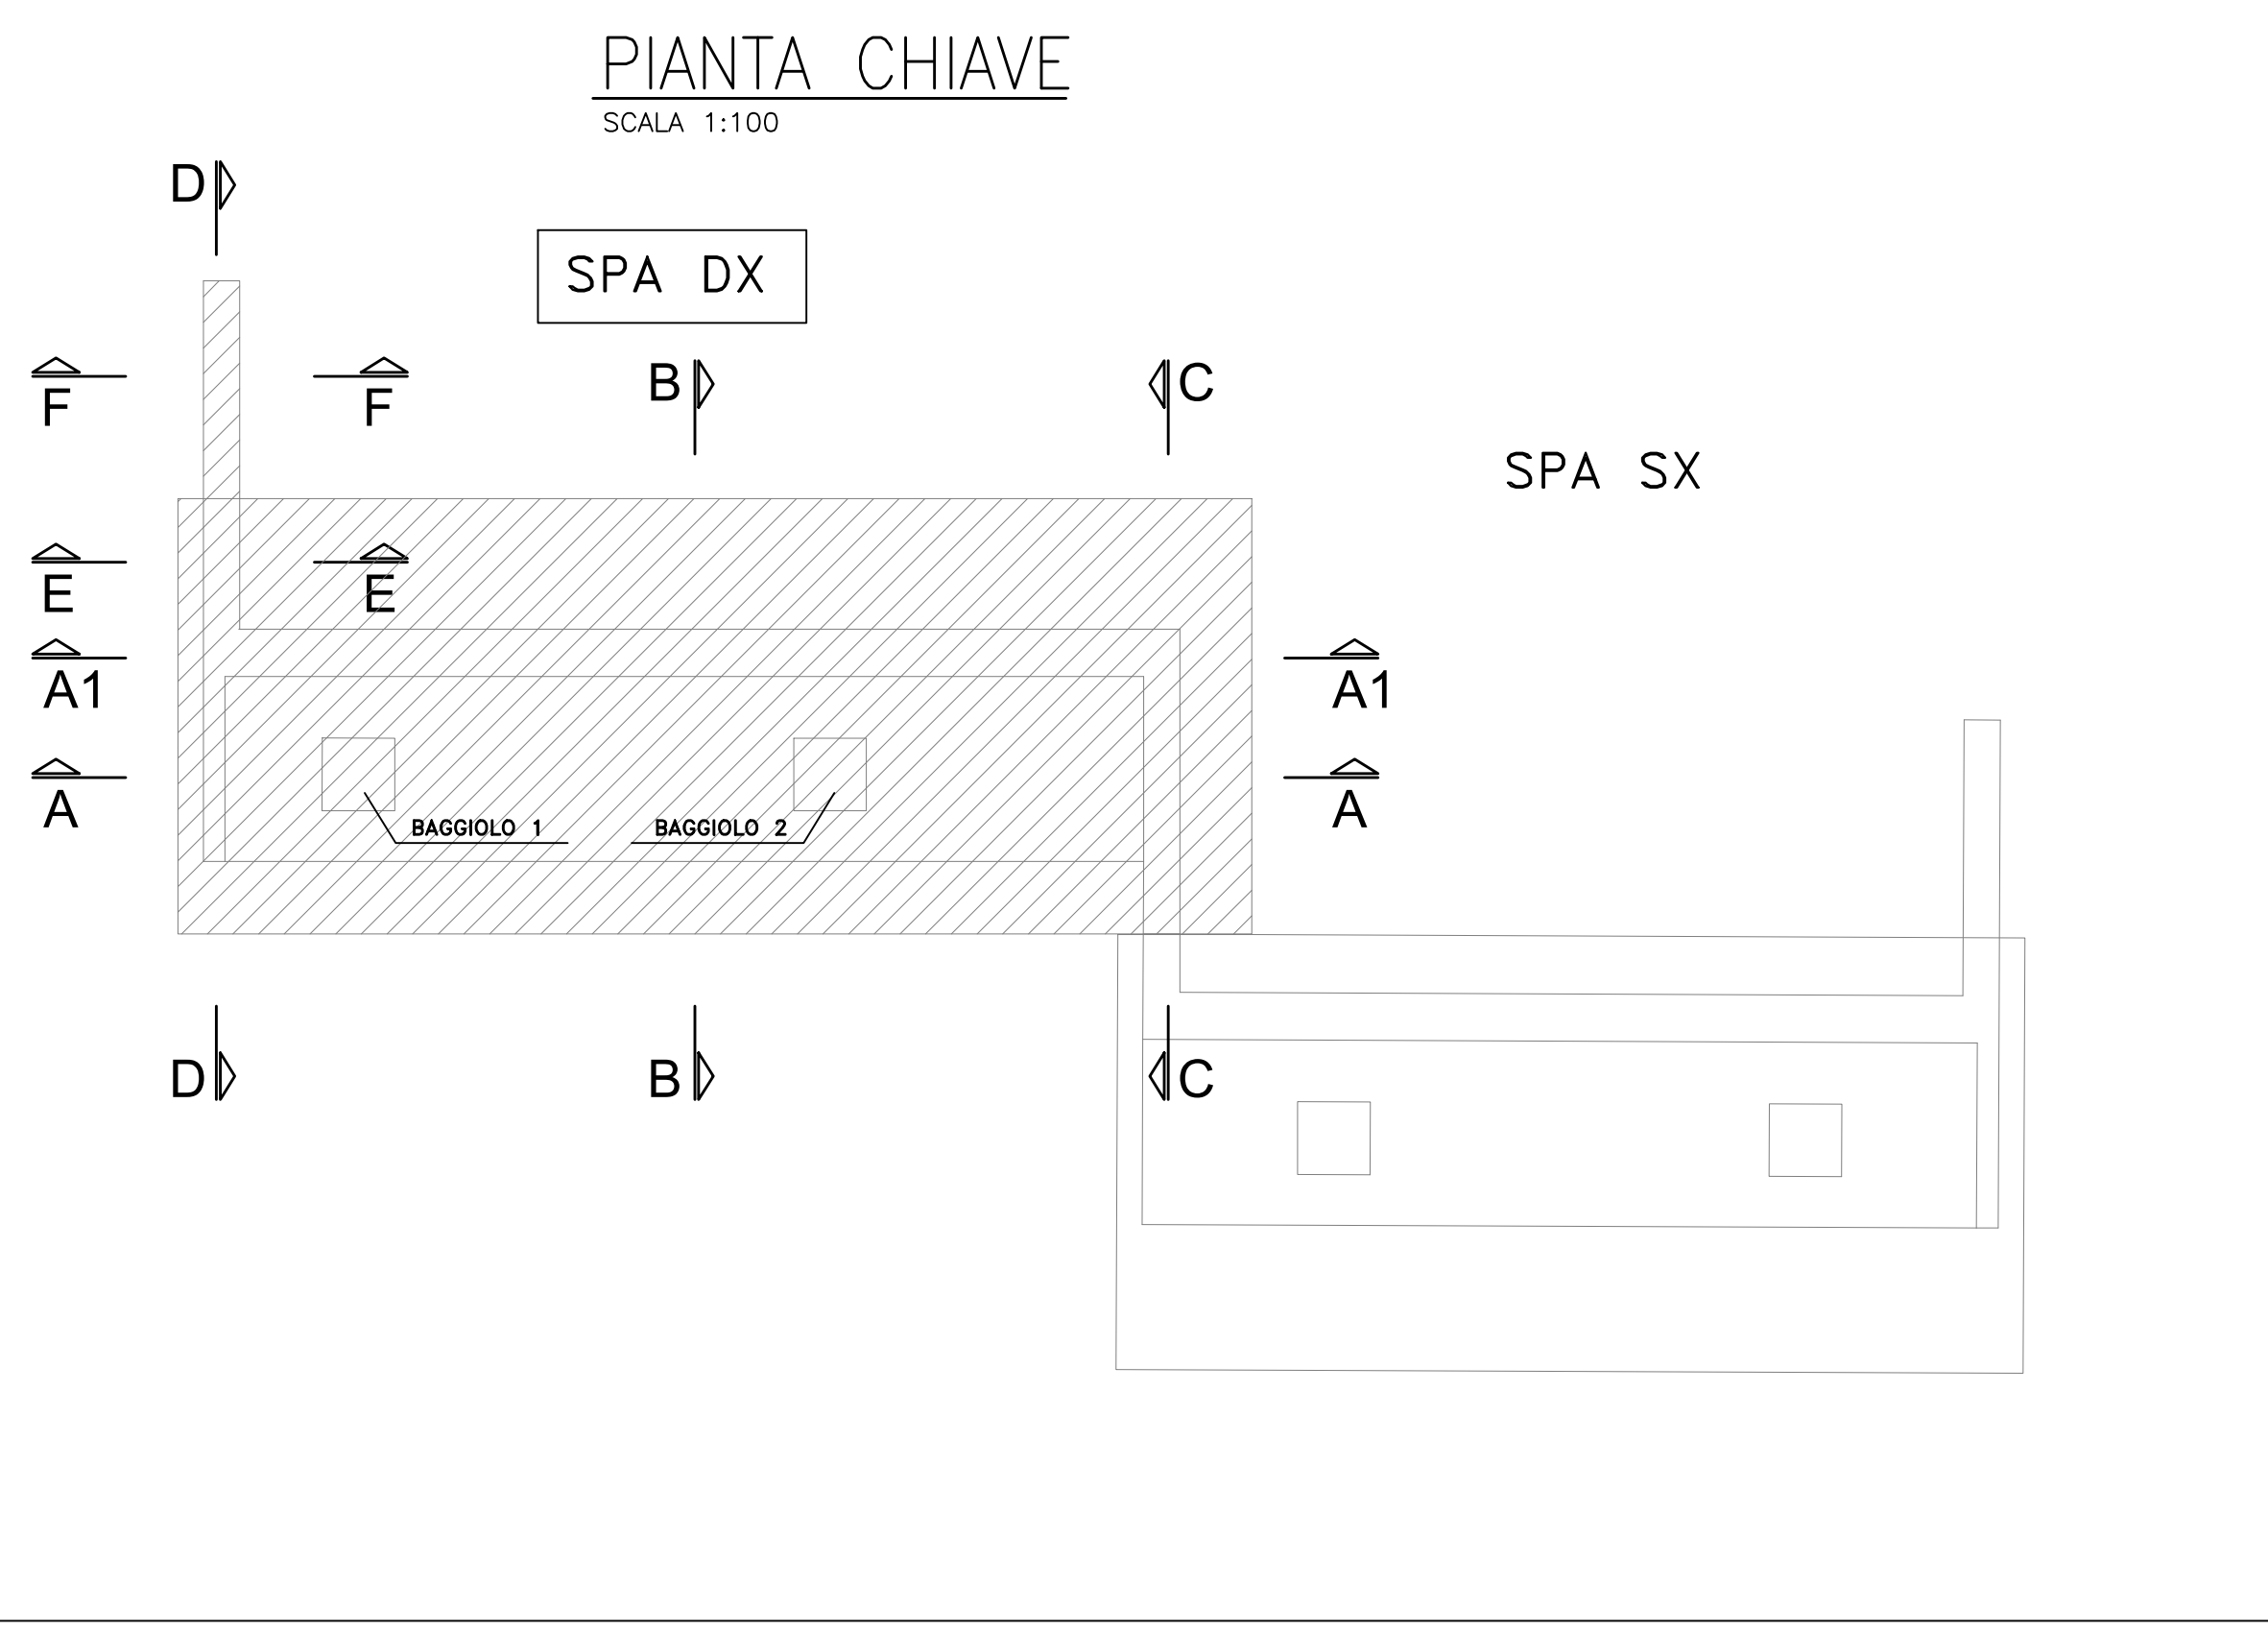 PIANTA CHIAVE
SCALA 1:100
D
SPA DX
F F B C
SPA SX
E E
A1 A1
A A
BAGGIOLO 1 BAGGIOLO 2
D B C